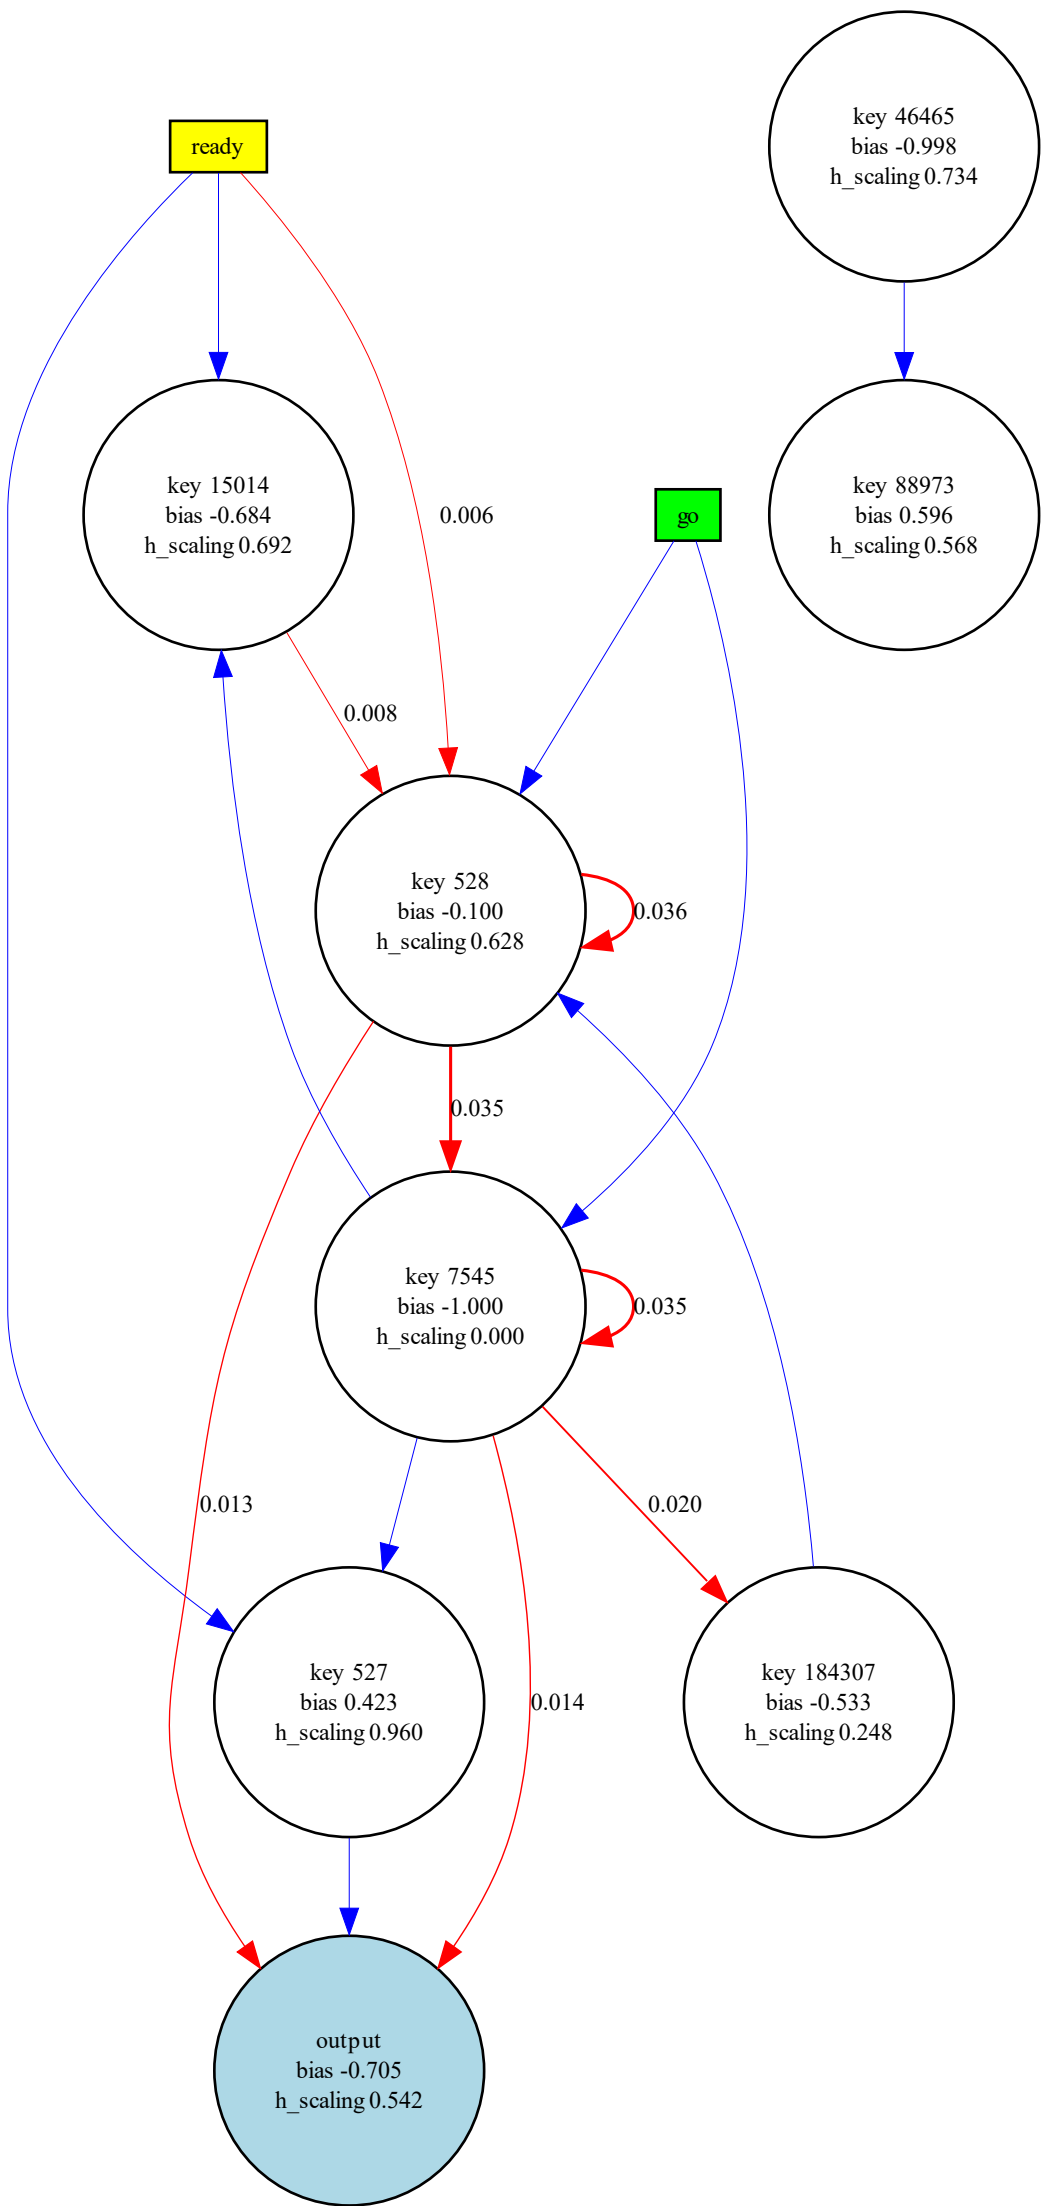 key 46465
bias -0.998
h_scaling 0.734
ready
key 15014
bias -0.684
h_scaling 0.692
0.006
go
key 88973
bias 0.596
h_scaling 0.568
0.008
key 528
bias -0.100
h_scaling 0.628
0.036
0.035
key 7545
bias -1.000
h_scaling 0.000
0.035
0.013
0.020
key 527
bias 0.423
h_scaling 0.960
0.014
key 184307
bias -0.533
h_scaling 0.248
output
bias -0.705
h_scaling 0.542